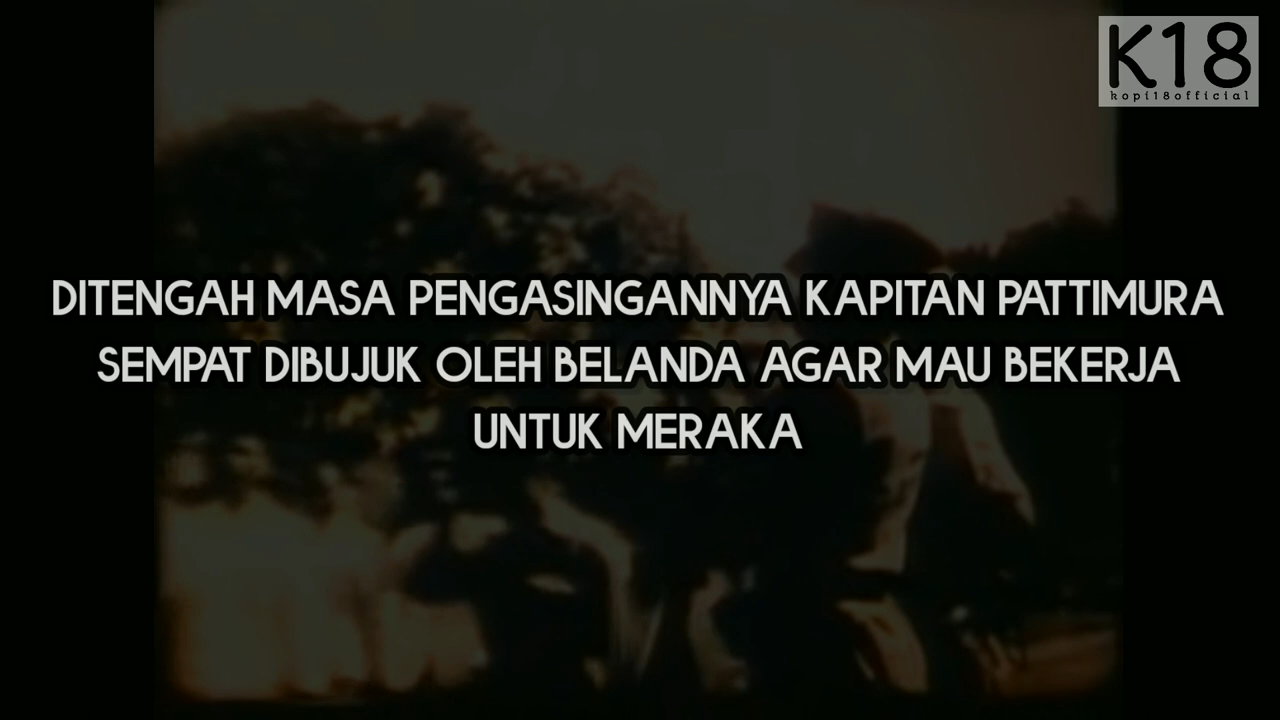 K18
kopi18official
DITENGAH MASA PENGASINGANNYA KAPITAN PATTIMURA
SEMPAT DIBUJUK OLEH BELANDA AGAR MAU BEKERJA
UNTUK MERAKA